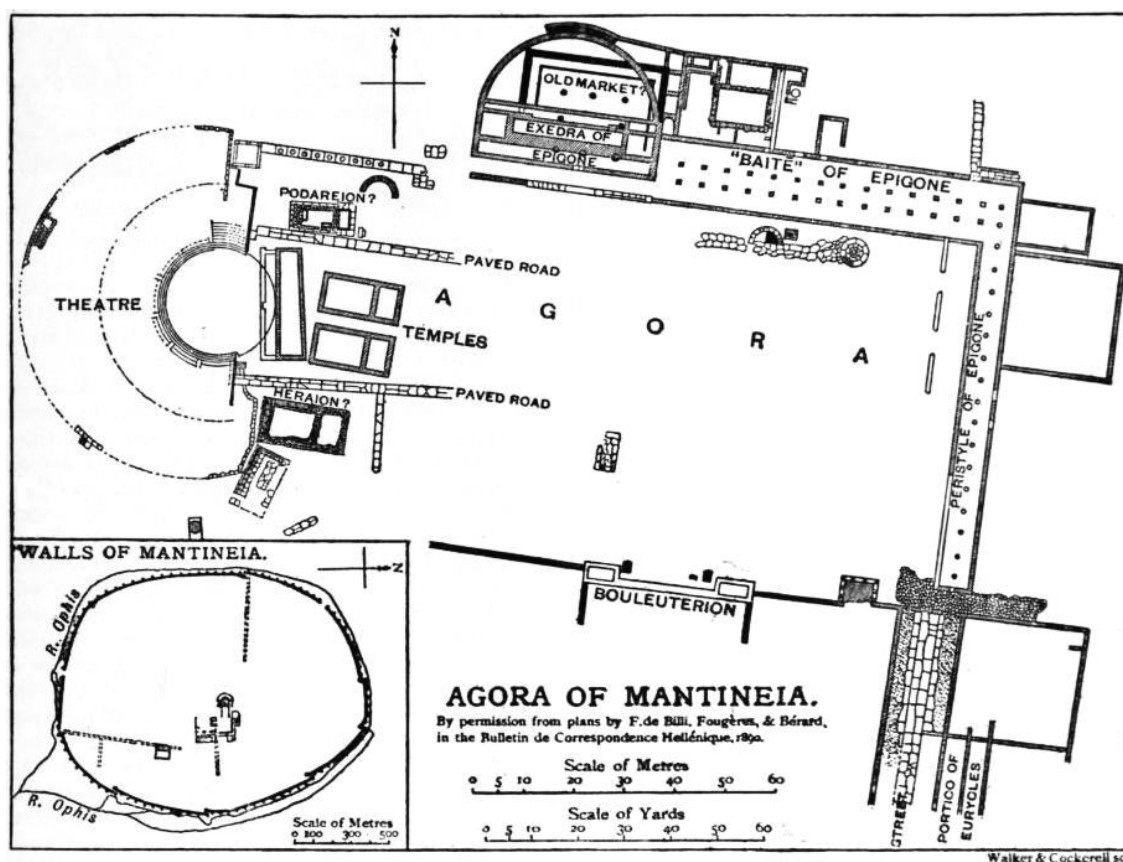 N
OLD MARKET?
EXEDRA OF
EPIGONE
"BAITE" OF EPIGONE
PODAREION?
PAVED ROAD
THEATRE
A G O R A
TEMPLES
PERISTYLE OF EPIGONE
PAVED ROAD
HERAION?
BOULEUTERION
WALLS OF MANTINEIA.
N
R. Ophis
R. Ophis
Scale of Metres
0 100 300 500
AGORA OF MANTINEIA.
By permission from plans by F. de Billi, Fougères, & Bérard,
in the Bulletin de Correspondence Hellénique, 1890.
Scale of Metres
0 5 10 20 30 40 50 60
Scale of Yards
0 5 10 20 30 40 50 60
STREET
PORTICO OF
EURYCLES
Walker & Cockerell sc